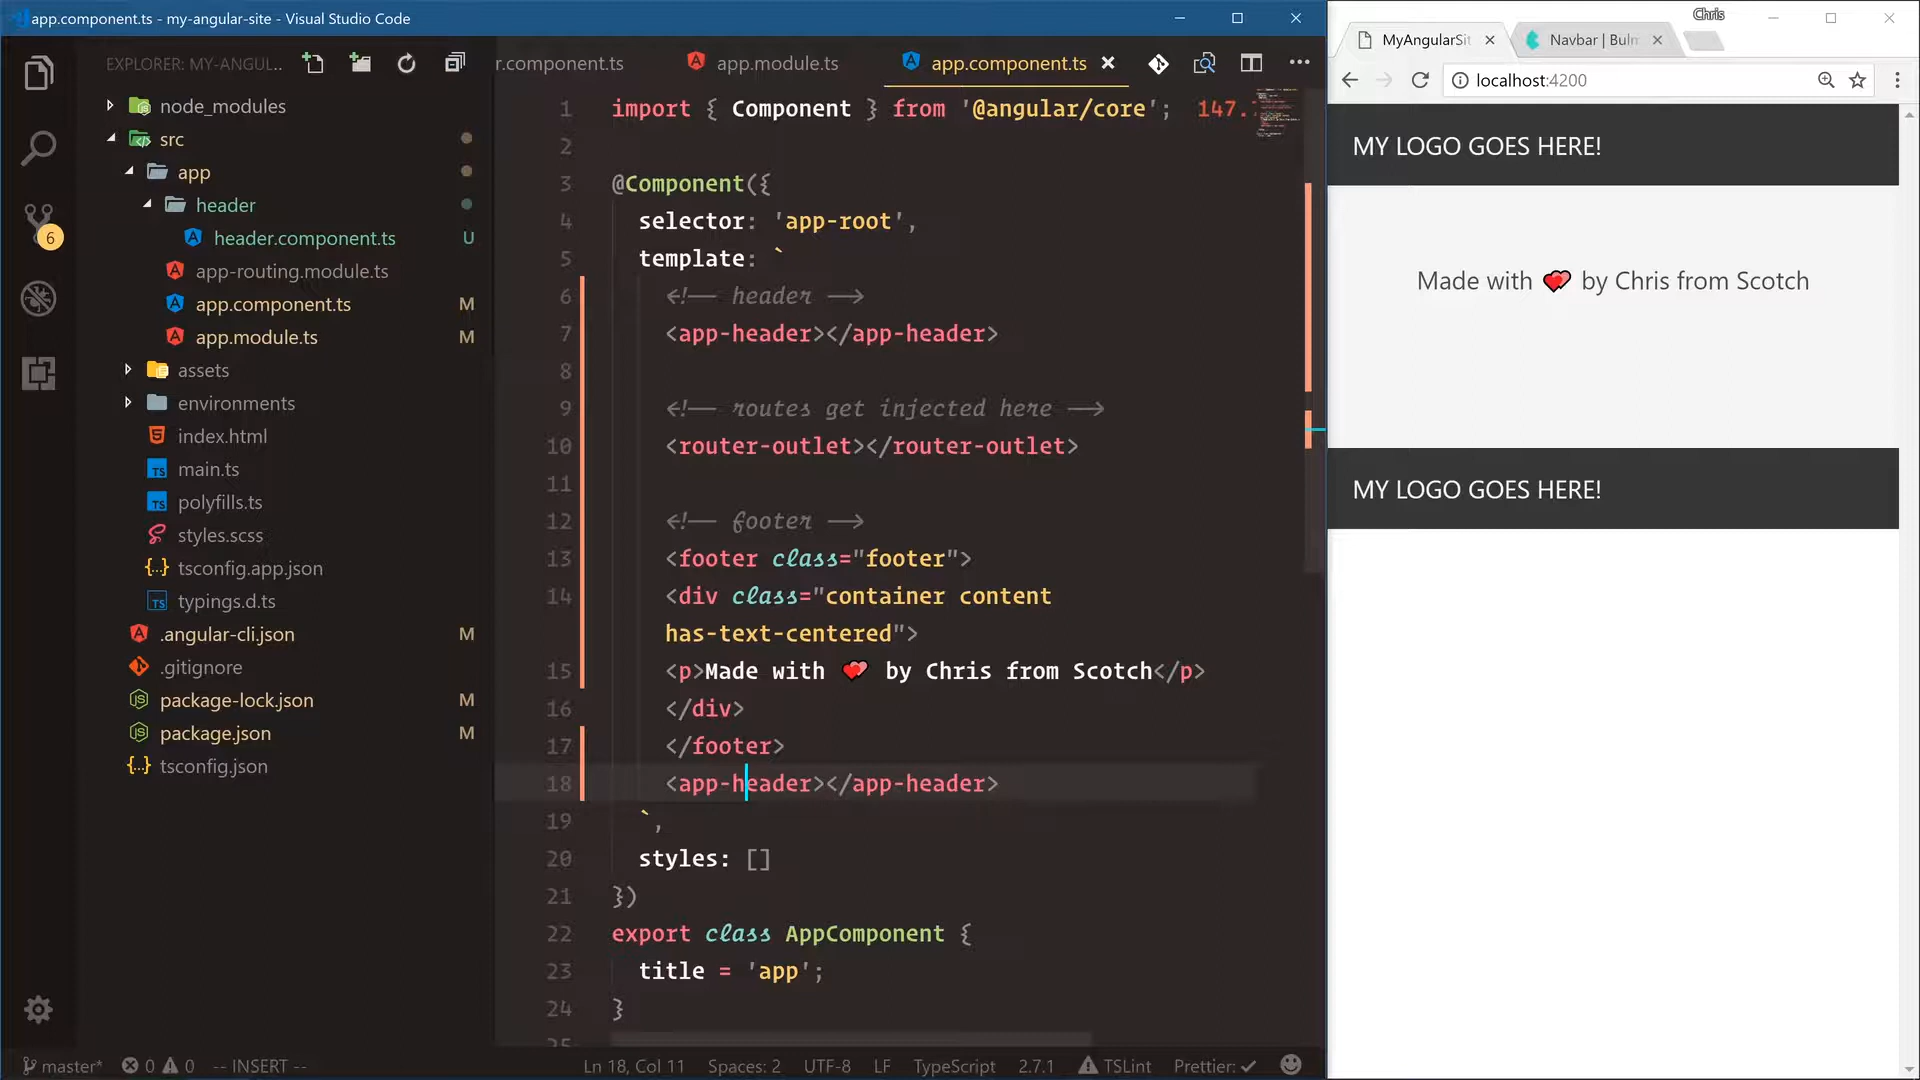 app.component.ts - my-angular-site - Visual Studio Code
EXPLORER: MY-ANGUL...
node_modules
src
app
header
header.component.ts U
app-routing.module.ts
app.component.ts M
app.module.ts M
assets
environments
index.html
main.ts
polyfills.ts
styles.scss
tsconfig.app.json
typings.d.ts
.angular-cli.json M
.gitignore
package-lock.json M
package.json M
tsconfig.json
6
r.component.ts app.module.ts app.component.ts
1 import { Component } from '@angular/core'; 147.
2
3 @Component({
4 selector: 'app-root',
5 template: `
6 <!-- header -->
7 <app-header></app-header>
8
9 <!-- routes get injected here -->
10 <router-outlet></router-outlet>
11
12 <!-- footer -->
13 <footer class="footer">
14 <div class="container content
has-text-centered">
15 <p>Made with 💕 by Chris from Scotch</p>
16 </div>
17 </footer>
18 <app-header></app-header>
19 `,
20 styles: []
21 })
22 export class AppComponent {
23 title = 'app';
24 }
25
master* 0 0 -- INSERT -- Ln 18, Col 11 Spaces: 2 UTF-8 LF TypeScript 2.7.1 TSLint Prettier: ✓
Chris
MyAngularSit Navbar | Bulm
localhost:4200
MY LOGO GOES HERE!
Made with 💕 by Chris from Scotch
MY LOGO GOES HERE!